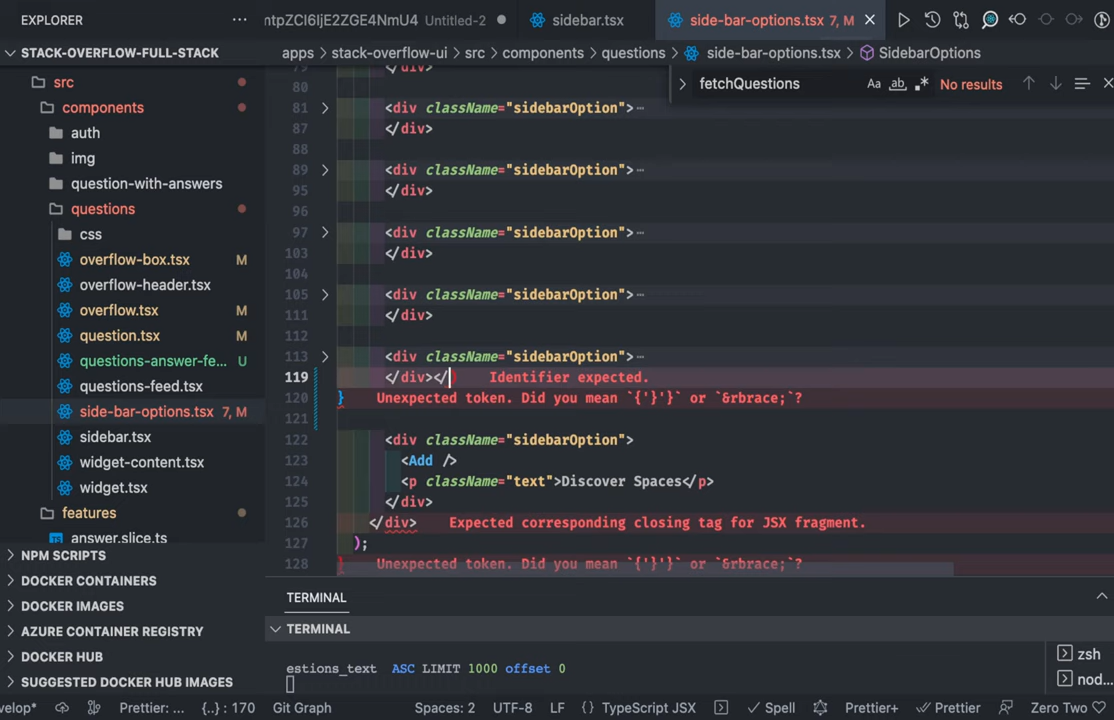 EXPLORER
ntpZCI6IjE2ZGE4NmU4 Untitled-2
sidebar.tsx
side-bar-options.tsx 7, M
STACK-OVERFLOW-FULL-STACK
apps > stack-overflow-ui > src > components > questions > side-bar-options.tsx > SidebarOptions
src
components
auth
img
question-with-answers
questions
css
overflow-box.tsx M
overflow-header.tsx
overflow.tsx M
question.tsx M
questions-answer-fe... U
questions-feed.tsx
side-bar-options.tsx 7, M
sidebar.tsx
widget-content.tsx
widget.tsx
features
answer.slice.ts
NPM SCRIPTS
DOCKER CONTAINERS
DOCKER IMAGES
AZURE CONTAINER REGISTRY
DOCKER HUB
SUGGESTED DOCKER HUB IMAGES
fetchQuestions Aa ab .* No results
79 </div>
80
81 <div className="sidebarOption">
87 </div>
88
89 <div className="sidebarOption">
95 </div>
96
97 <div className="sidebarOption">
103 </div>
104
105 <div className="sidebarOption">
111 </div>
112
113 <div className="sidebarOption">
119 </div></) Identifier expected.
120 } Unexpected token. Did you mean `{'}'}` or `&rbrace;`?
121
122 <div className="sidebarOption">
123 <Add />
124 <p className="text">Discover Spaces</p>
125 </div>
126 </div> Expected corresponding closing tag for JSX fragment.
127 );
128 } Unexpected token. Did you mean `{'}'}` or `&rbrace;`?
TERMINAL
TERMINAL
estions_text ASC LIMIT 1000 offset 0
zsh
nod...
velop* Prettier: ... {..} : 170 Git Graph Spaces: 2 UTF-8 LF {} TypeScript JSX Spell Prettier+ Prettier Zero Two